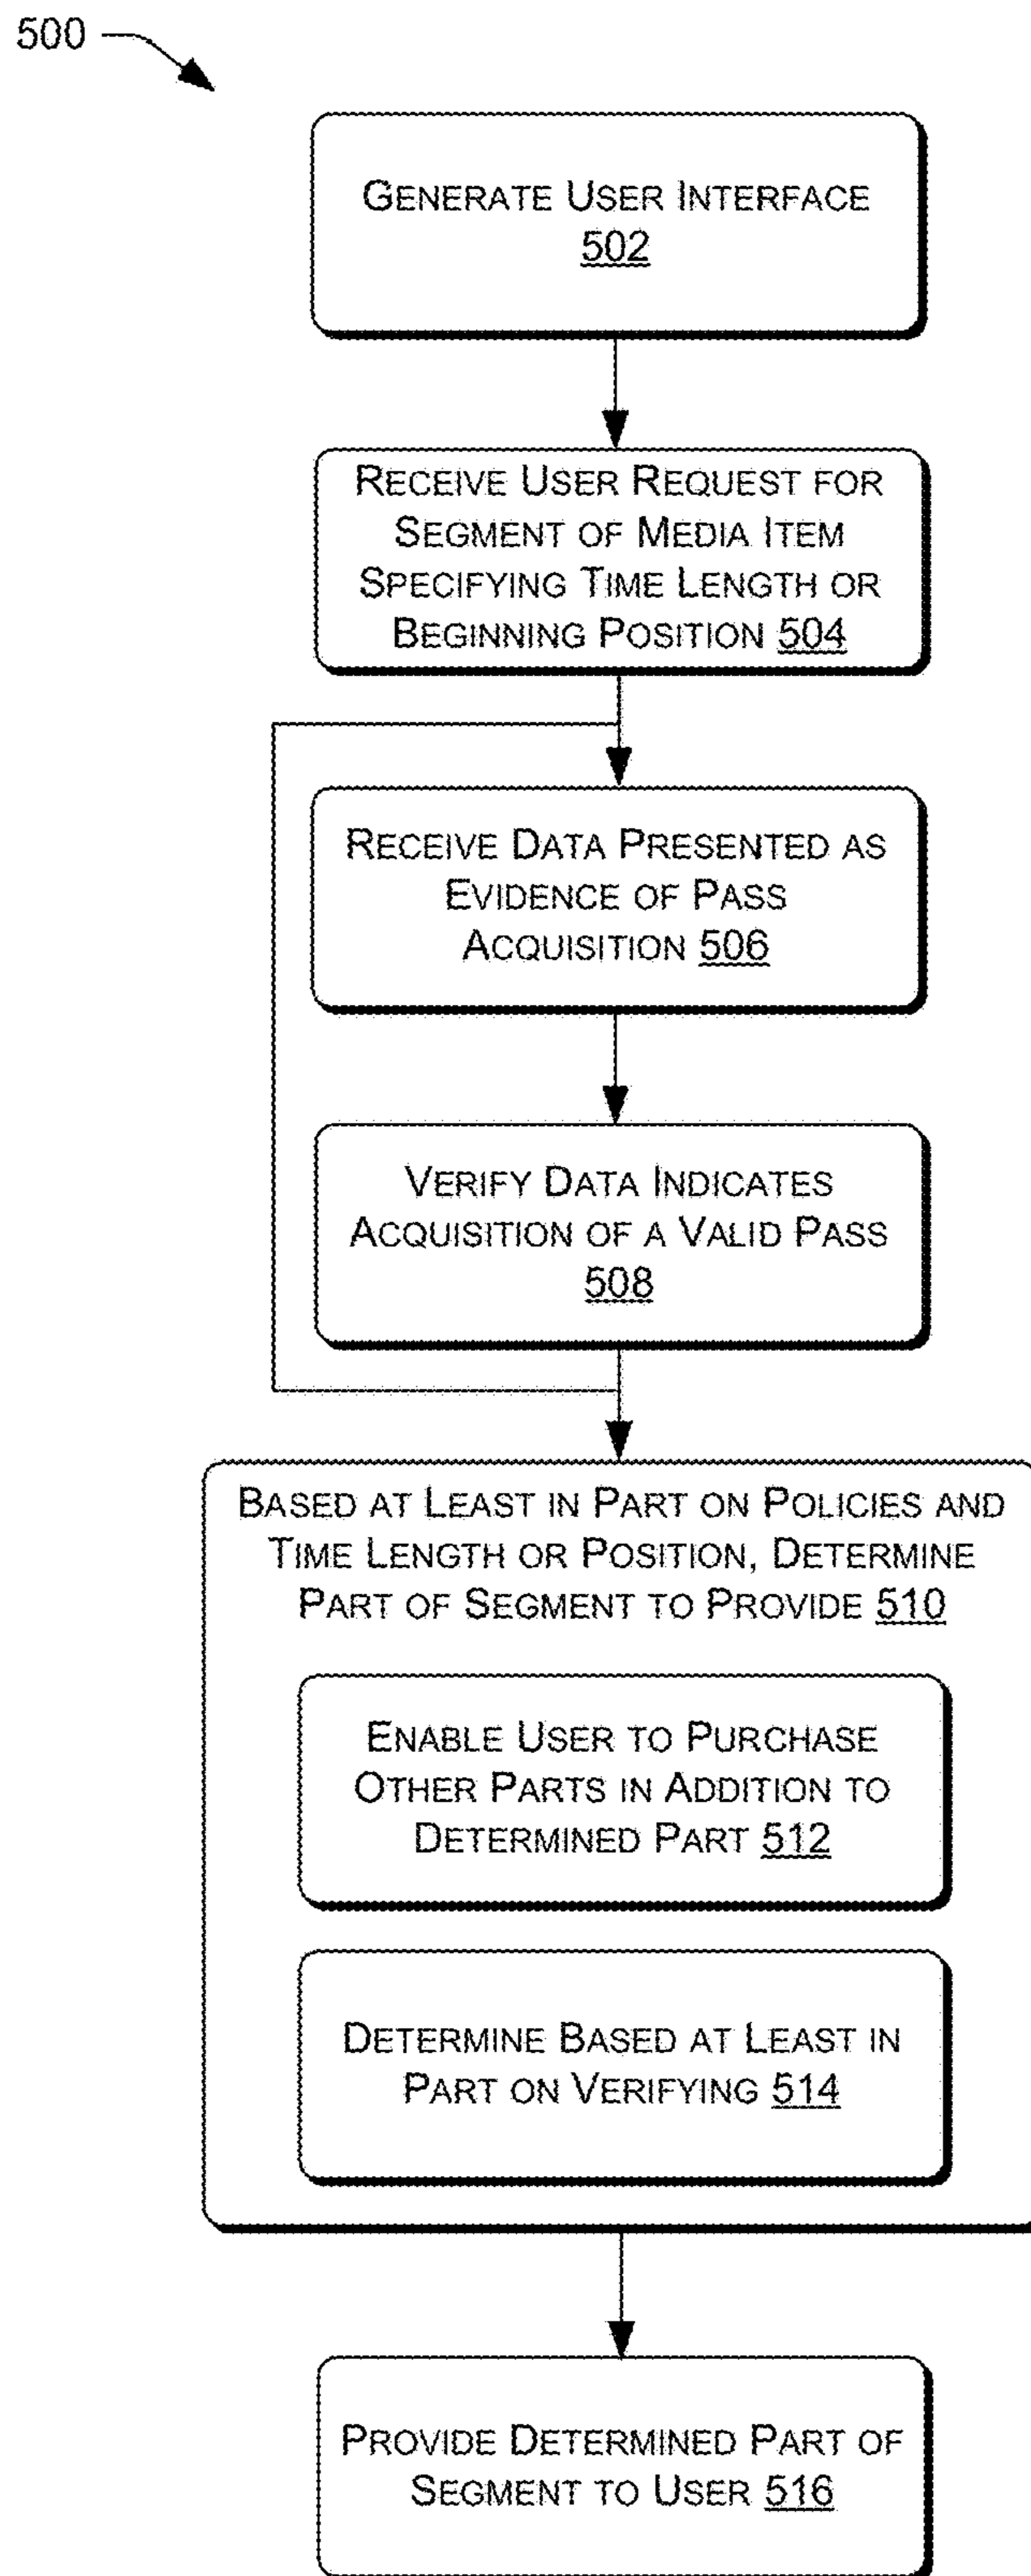 500
GENERATE USER INTERFACE
502
RECEIVE USER REQUEST FOR
SEGMENT OF MEDIA ITEM
SPECIFYING TIME LENGTH OR
BEGINNING POSITION 504
RECEIVE DATA PRESENTED AS
EVIDENCE OF PASS
ACQUISITION 506
VERIFY DATA INDICATES
ACQUISITION OF A VALID PASS
508
BASED AT LEAST IN PART ON POLICIES AND
TIME LENGTH OR POSITION, DETERMINE
PART OF SEGMENT TO PROVIDE 510
ENABLE USER TO PURCHASE
OTHER PARTS IN ADDITION TO
DETERMINED PART 512
DETERMINE BASED AT LEAST IN
PART ON VERIFYING 514
PROVIDE DETERMINED PART OF
SEGMENT TO USER 516